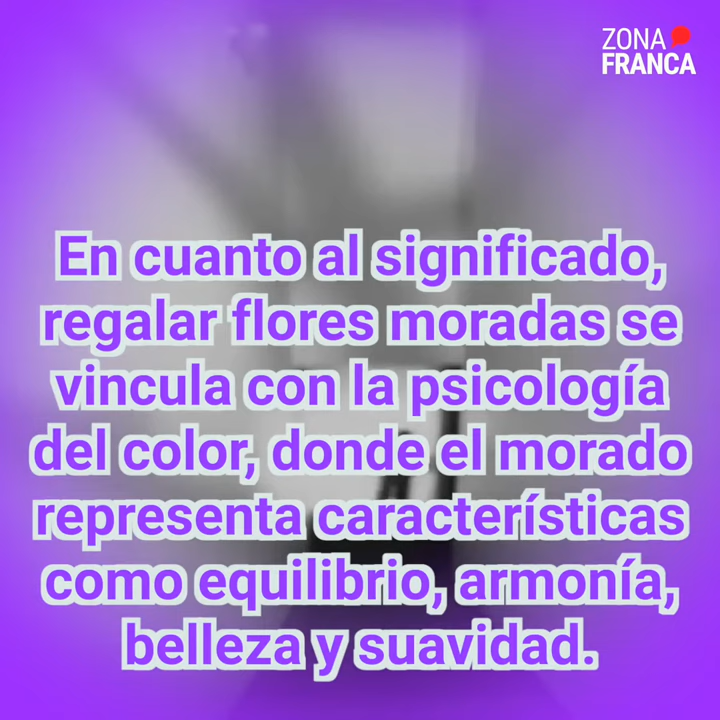 ZONA
FRANCA
En cuanto al significado,
regalar flores moradas se
vincula con la psicología
del color, donde el morado
representa características
como equilibrio, armonía,
belleza y suavidad.